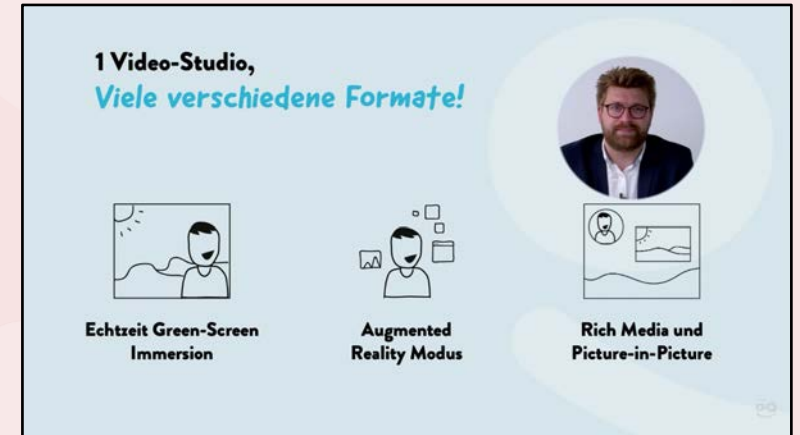 1 Video-Studio,
Viele verschiedene Formate!
Echtzeit Green-Screen
Immersion
Augmented
Reality Modus
Rich Media und
Picture-in-Picture